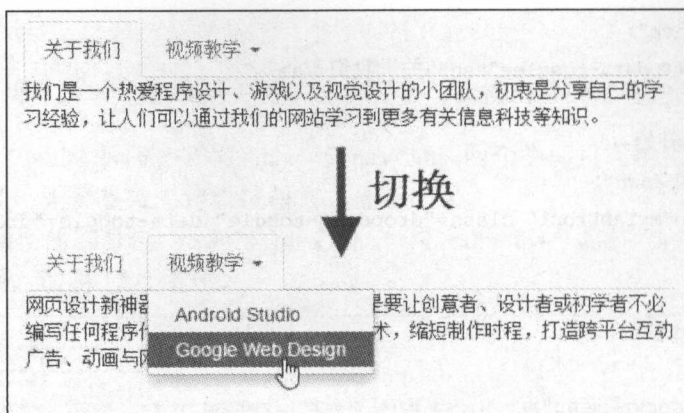 关于我们 视频教学
我们是一个热爱程序设计、游戏以及视觉设计的小团队，初衷是分享自己的学
习经验，让人们可以通过我们的网站学习到更多有关信息科技等知识。
切换
关于我们 视频教学
网页设计新神器 是要让创意者、设计者或初学者不必
Android Studio
编写任何程序 术，缩短制作时程，打造跨平台互动
Google Web Design
广告、动画与